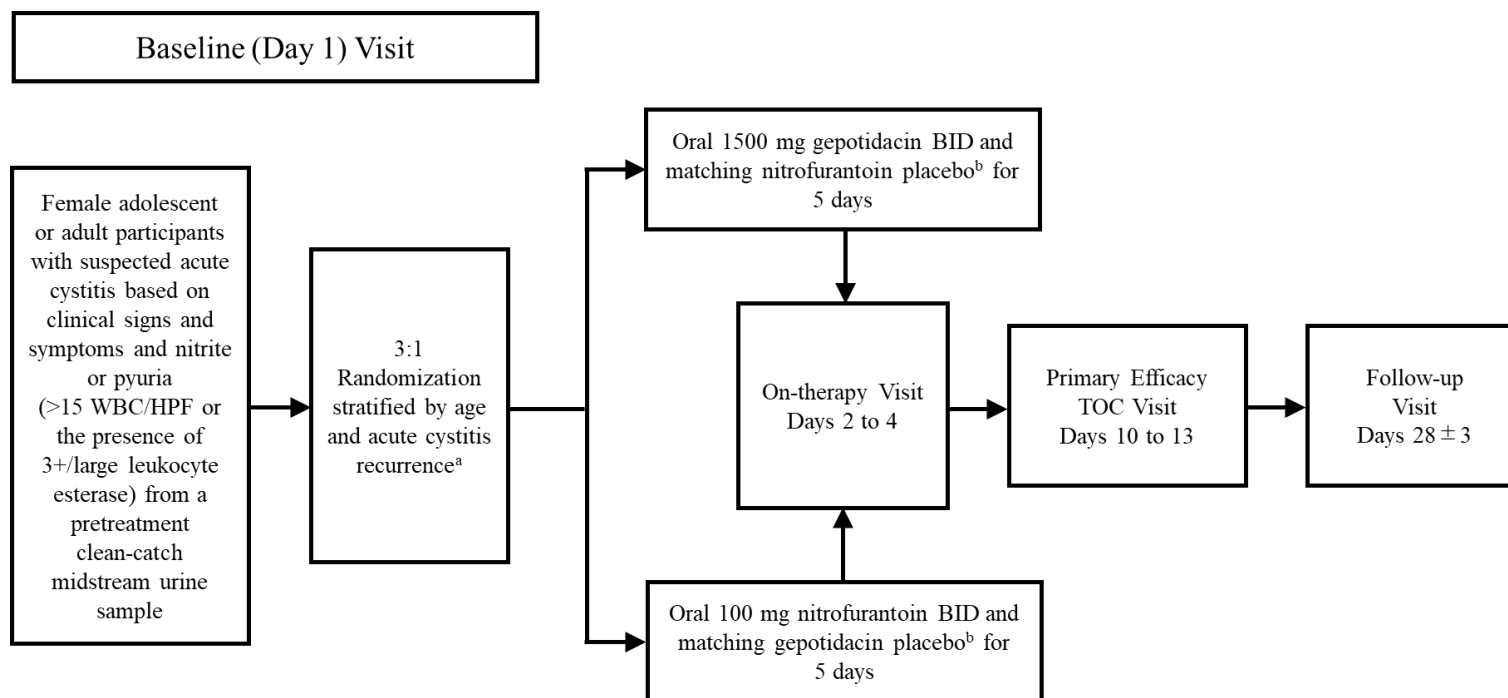 Baseline (Day 1) Visit
Female adolescent
or adult participants
with suspected acute
cystitis based on
clinical signs and
symptoms and nitrite
or pyuria
(>15 WBC/HPF or
the presence of
3+/large leukocyte
esterase) from a
pretreatment
clean-catch
midstream urine
sample
3:1
Randomization
stratified by age
and acute cystitis
recurrenceᵃ
Oral 1500 mg gepotidacin BID and
matching nitrofurantoin placeboᵇ for
5 days
On-therapy Visit
Days 2 to 4
Oral 100 mg nitrofurantoin BID and
matching gepotidacin placeboᵇ for
5 days
Primary Efficacy
TOC Visit
Days 10 to 13
Follow-up
Visit
Days 28 ± 3